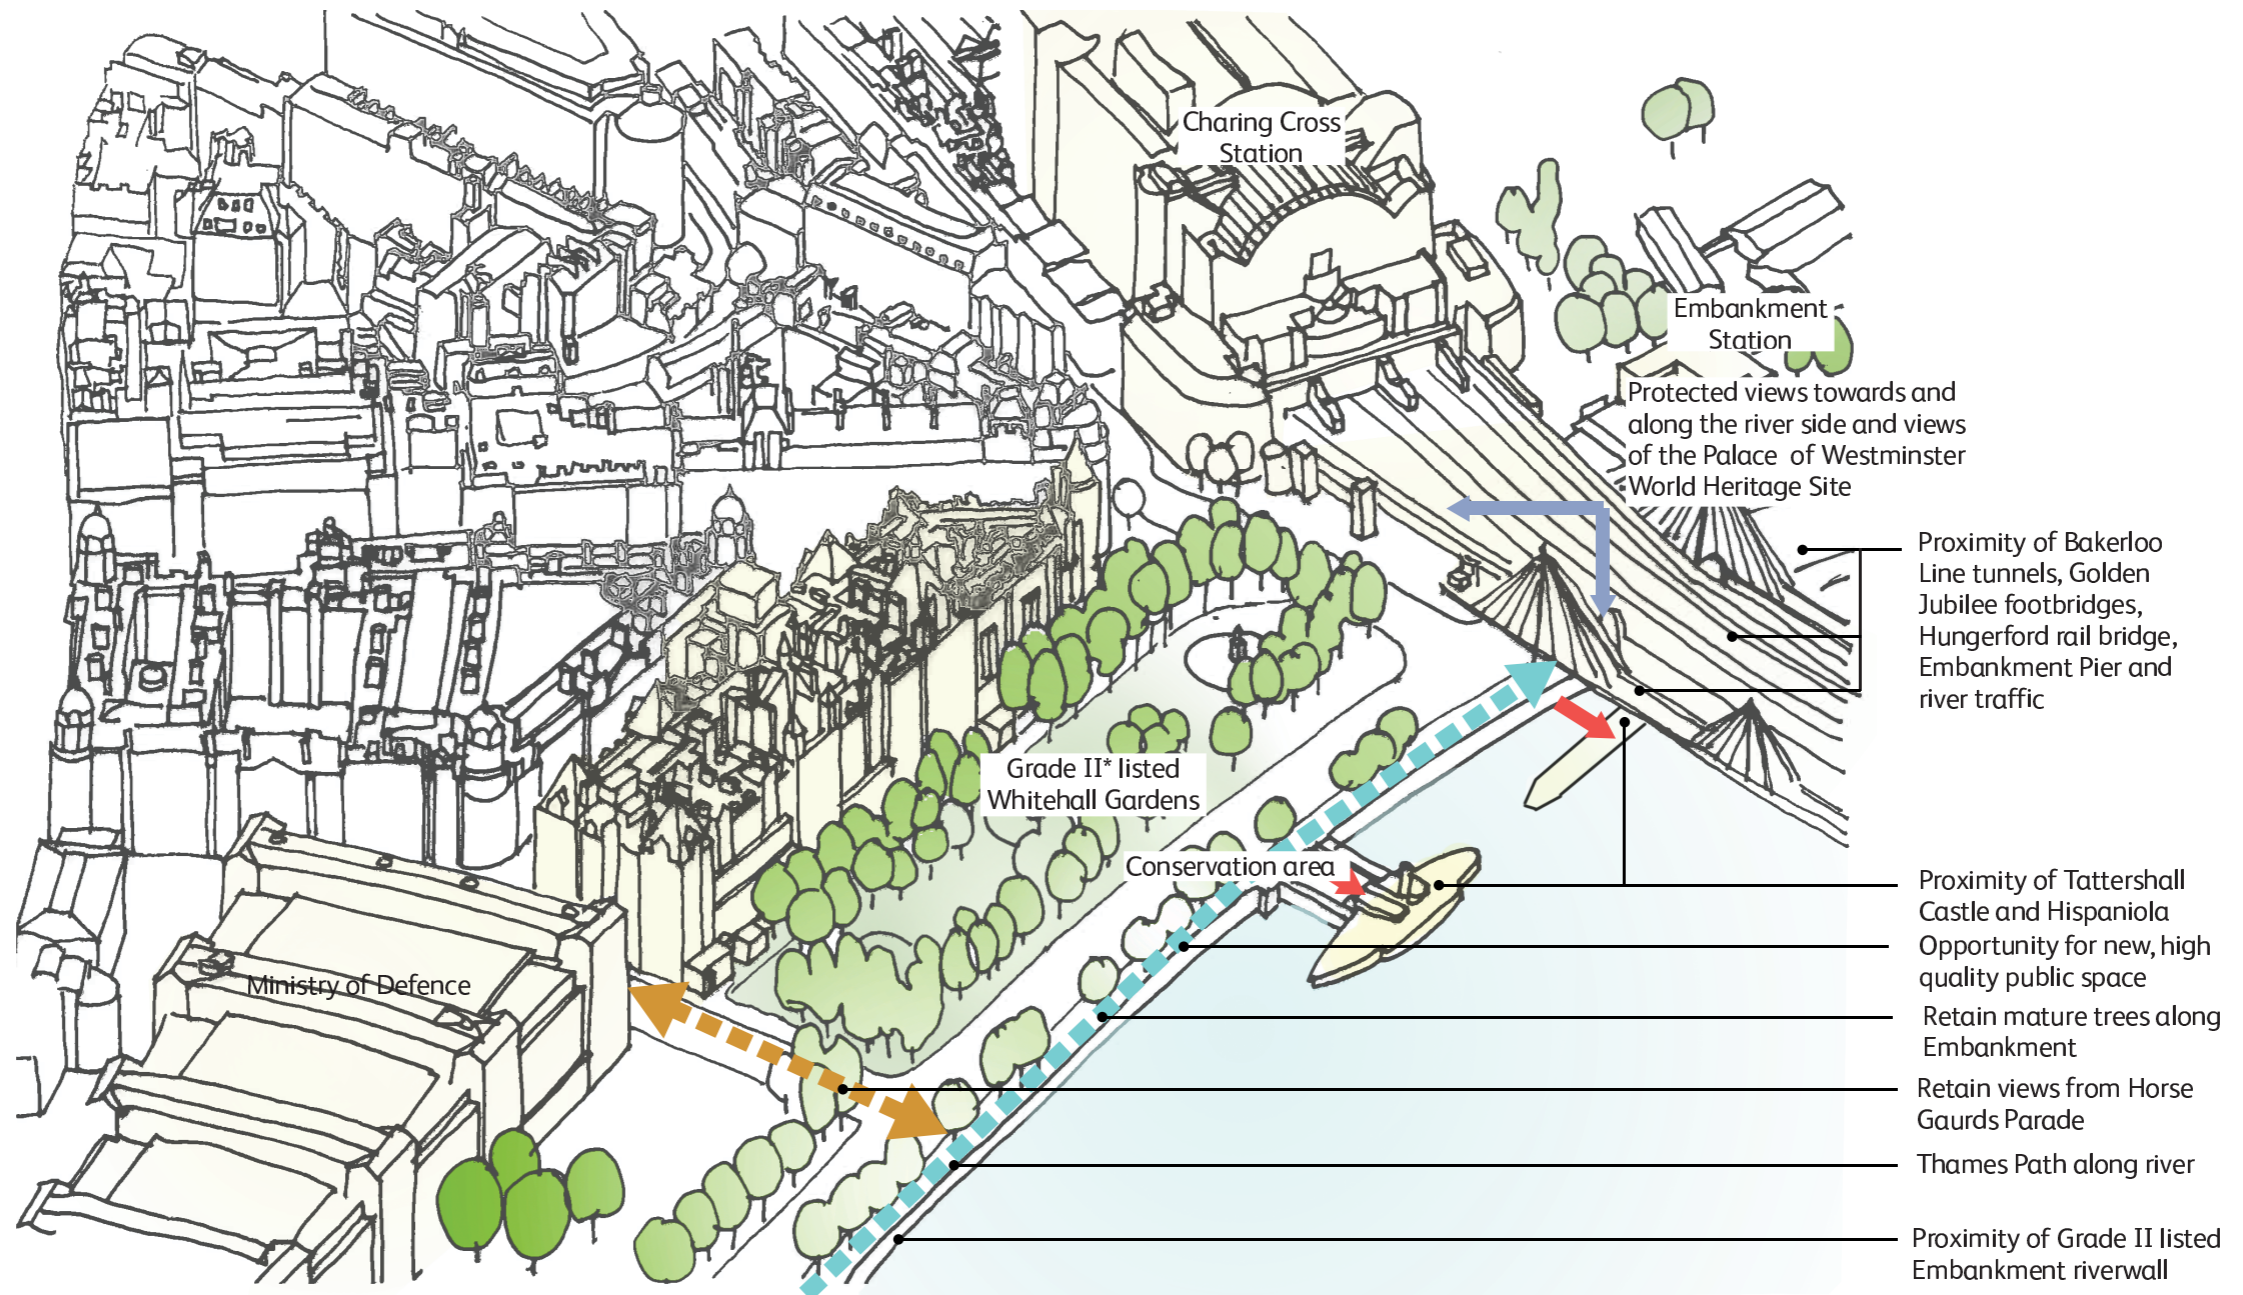 Charing Cross
Station
Embankment
Station
Protected views towards and
along the river side and views
of the Palace of Westminster
World Heritage Site
Proximity of Bakerloo
Line tunnels, Golden
Jubilee footbridges,
Hungerford rail bridge,
Embankment Pier and
river traffic
Grade II* listed
Whitehall Gardens
Conservation area
Proximity of Tattershall
Castle and Hispaniola
Opportunity for new, high
quality public space
Ministry of Defence
Retain mature trees along
Embankment
Retain views from Horse
Gaurds Parade
Thames Path along river
Proximity of Grade II listed
Embankment riverwall